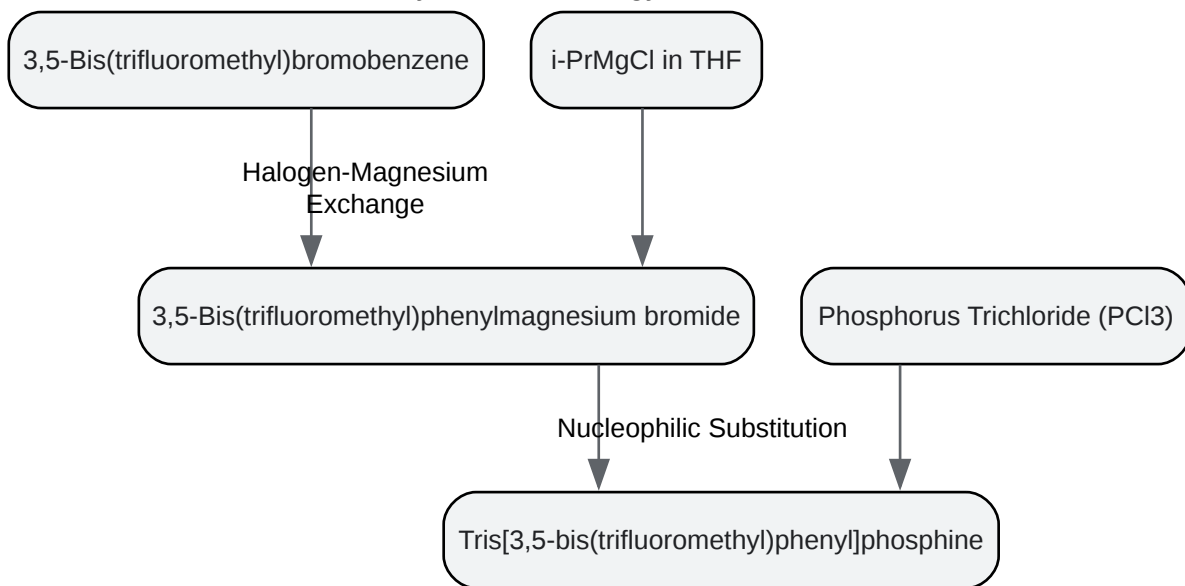 3,5-Bis(trifluoromethyl)bromobenzene
i-PrMgCl in THF
Halogen-Magnesium
Exchange
3,5-Bis(trifluoromethyl)phenylmagnesium bromide
Phosphorus Trichloride (PCl3)
Nucleophilic Substitution
Tris[3,5-bis(trifluoromethyl)phenyl]phosphine